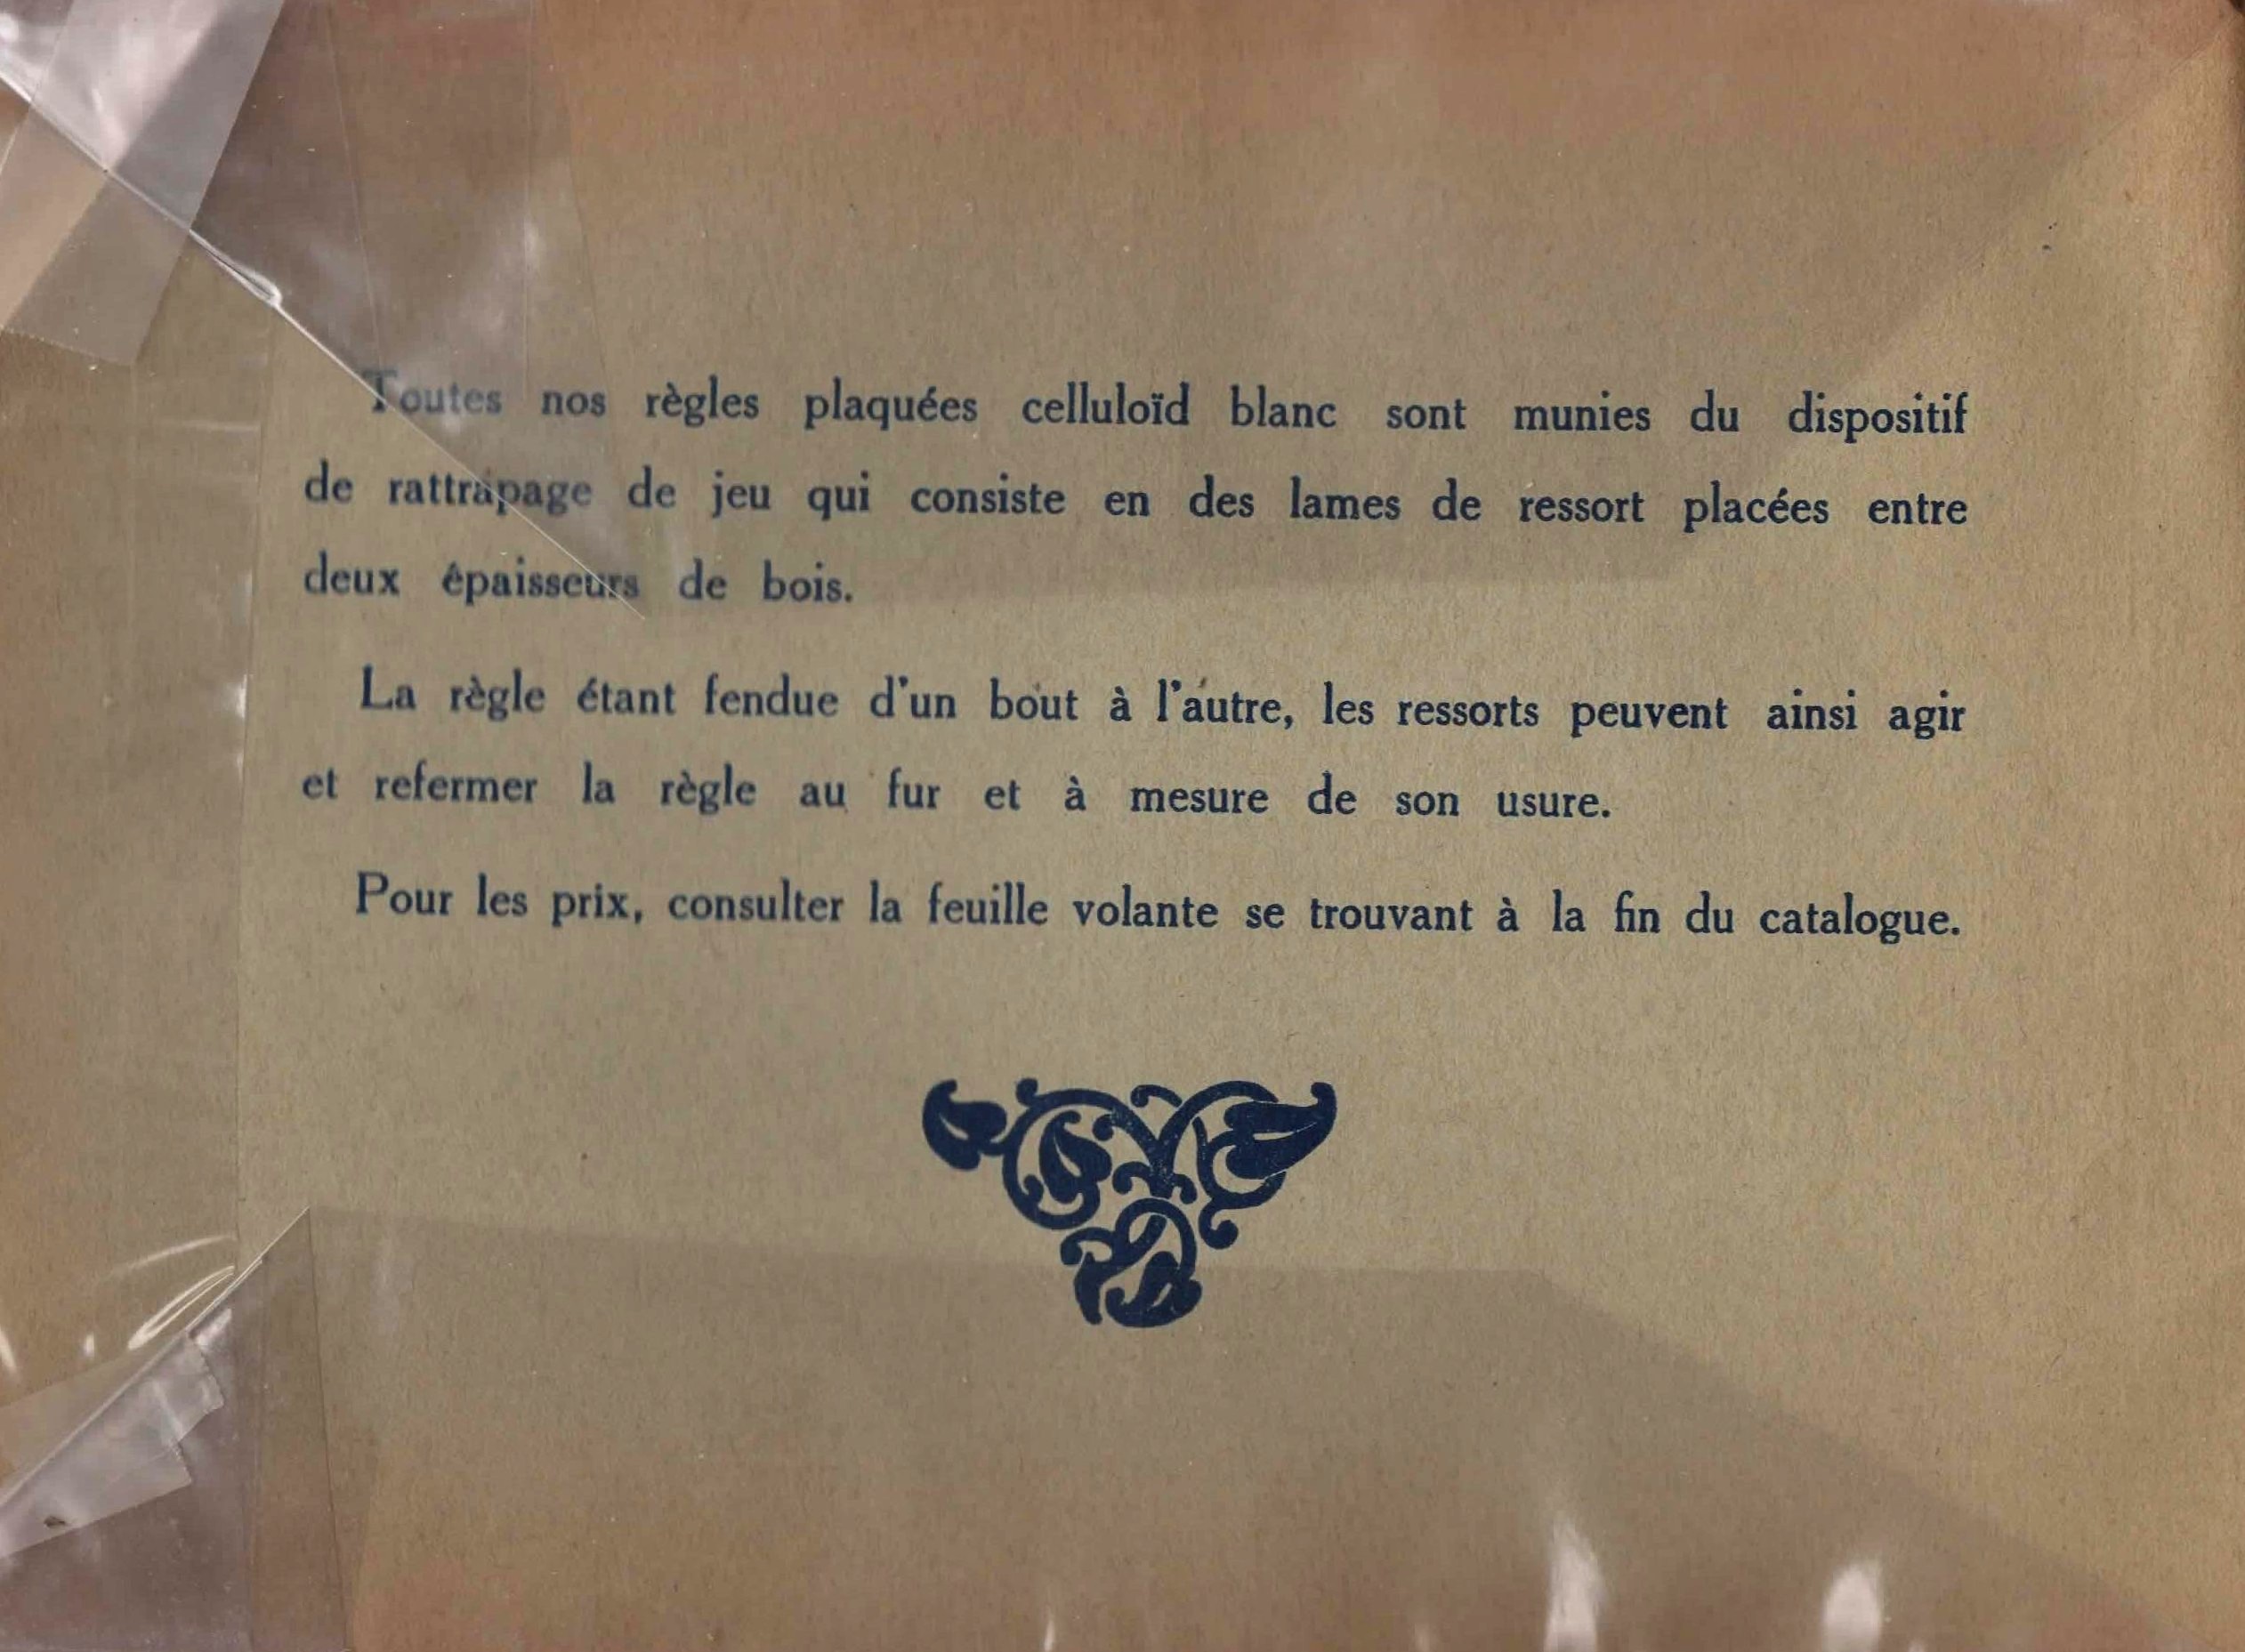 Toutes nos règles plaquées celluloïd blanc sont munies du dispositif
de rattrapage de jeu qui consiste en des lames de ressort placées entre
deux épaisseurs de bois.
La règle étant fendue d'un bout à l'autre, les ressorts peuvent ainsi agir
et refermer la règle au fur et à mesure de son usure.
Pour les prix, consulter la feuille volante se trouvant à la fin du catalogue.